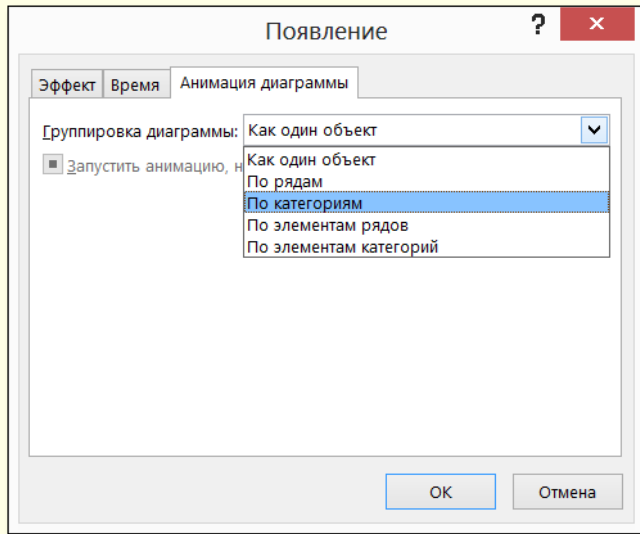 Появление ?
Эффект Время Анимация диаграммы
Группировка диаграммы: Как один объект
Запустить анимацию, н
Как один объект
По рядам
По категориям
По элементам рядов
По элементам категорий
ОК Отмена